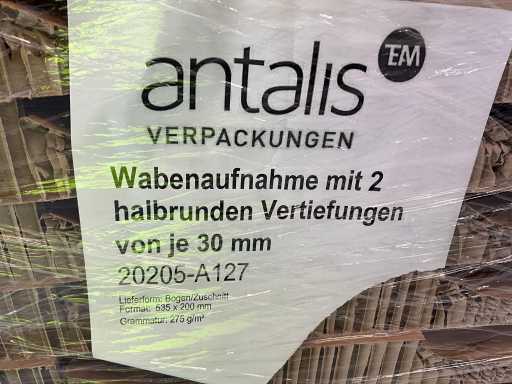 antalis TEM
VERPACKUNGEN
Wabenaufnahme mit 2
halbrunden Vertiefungen
von je 30 mm
20205-A127
Lieferform: Bogen/Zuschnitt
Format: 535 x 200 mm
Grammatur: 275 g/m²